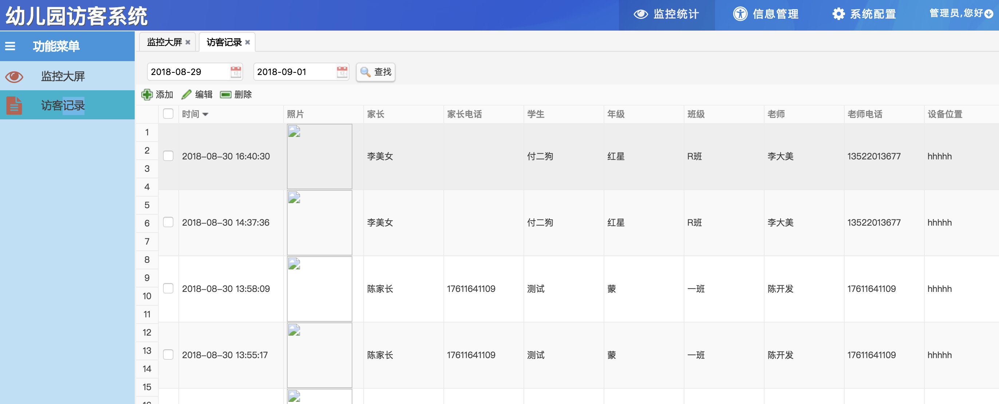 幼儿园访客系统
监控统计 信息管理 系统配置 管理员,您好
功能菜单
监控大屏
访客记录
监控大屏 访客记录
2018-08-29 2018-09-01 查找
添加 编辑 删除
时间 照片 家长 家长电话 学生 年级 班级 老师 老师电话 设备位置
1
2
3
4
2018-08-30 16:40:30 李美女 付二狗 红星 R班 李大美 13522013677 hhhhh
5
6
7
2018-08-30 14:37:36 李美女 付二狗 红星 R班 李大美 13522013677 hhhhh
8
9
10
11
2018-08-30 13:58:09 陈家长 17611641109 测试 蒙 一班 陈开发 17611641109 hhhhh
12
13
14
15
2018-08-30 13:55:17 陈家长 17611641109 测试 蒙 一班 陈开发 17611641109 hhhhh